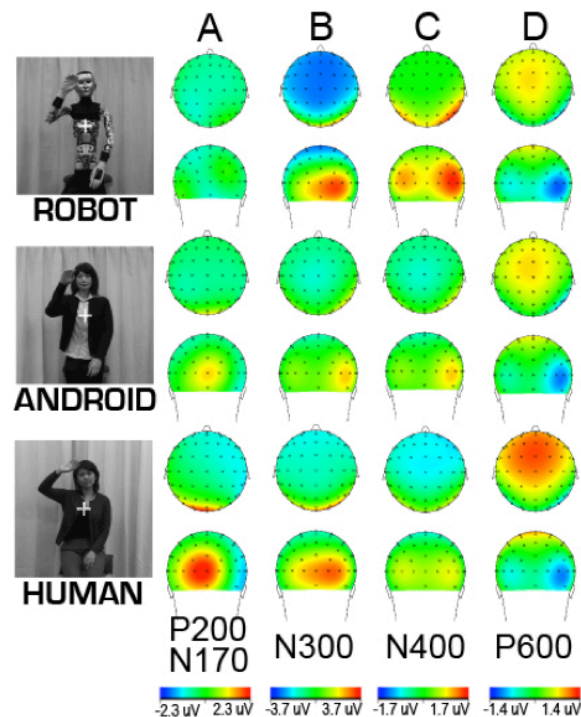 A B C D
ROBOT
ANDROID
HUMAN
P200
N170
N300 N400 P600
-2.3 uV 2.3 uV -3.7 uV 3.7 uV -1.7 uV 1.7 uV -1.4 uV 1.4 uV